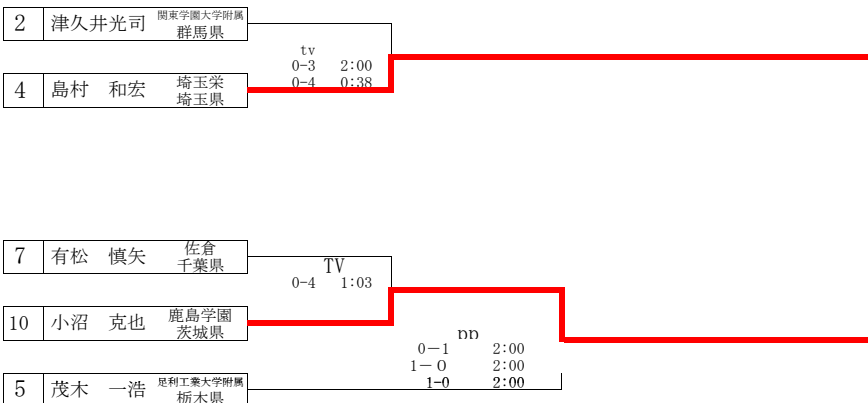 2 津久井光司 関東学園大学附属
群馬県
tv
0-3 2:00
0-4 0:38
4 島村 和宏 埼玉栄
埼玉県
7 有松 慎矢 佐倉
千葉県
TV
0-4 1:03
10 小沼 克也 鹿島学園
茨城県
pp
0－1 2:00
1－0 2:00
1-0 2:00
5 茂木 一浩 足利工業大学附属
栃木県